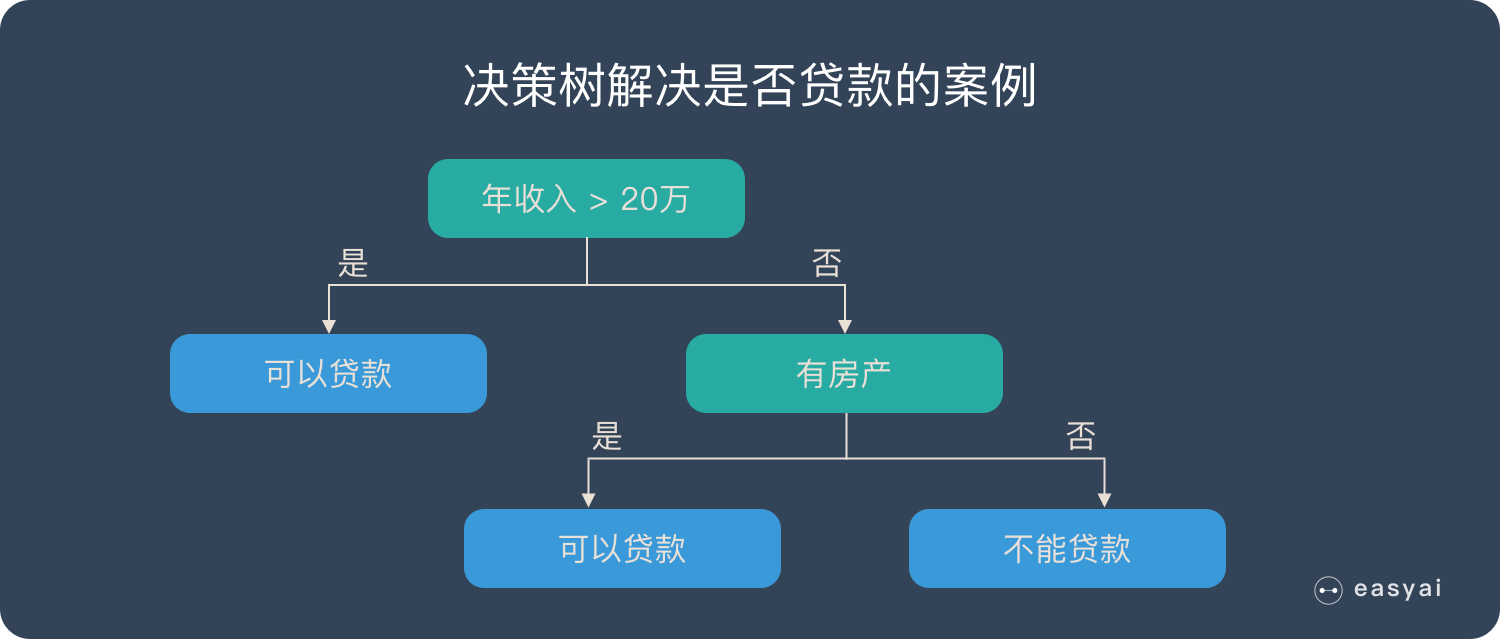 决策树解决是否贷款的案例
年收入 > 20万
是
否
可以贷款
有房产
是
否
可以贷款
不能贷款
easyai